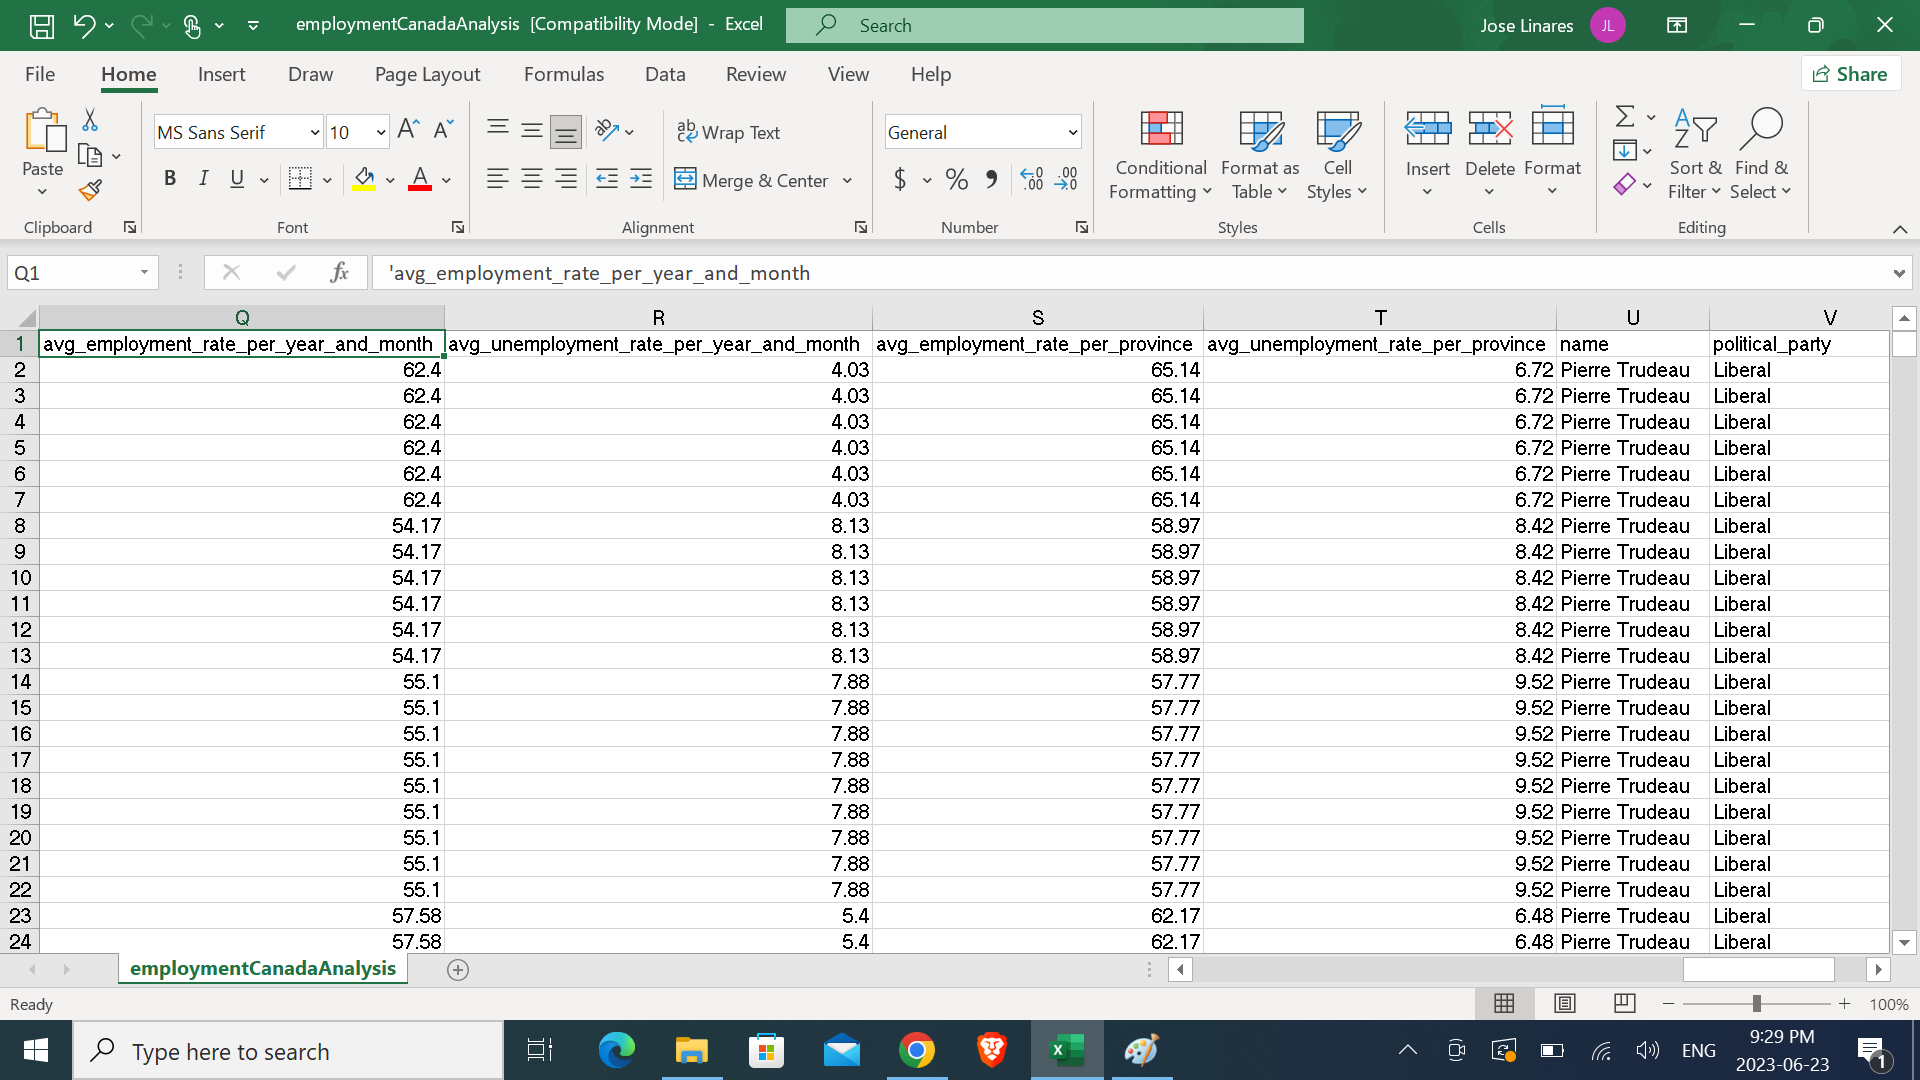 employmentCanadaAnalysis [Compatibility Mode] - Excel
Search
Jose Linares JL
File Home Insert Draw Page Layout Formulas Data Review View Help Share
Paste
MS Sans Serif 10
B I U
Wrap Text
Merge & Center
General
$ % 9
Conditional Formatting
Format as Table
Cell Styles
Insert Delete Format
Sort & Filter
Find & Select
Clipboard Font Alignment Number Styles Cells Editing
Q1 fx 'avg_employment_rate_per_year_and_month
Q R S T U V
1 avg_employment_rate_per_year_and_month avg_unemployment_rate_per_year_and_month avg_employment_rate_per_province avg_unemployment_rate_per_province name political_party
2 62.4 4.03 65.14 6.72 Pierre Trudeau Liberal
3 62.4 4.03 65.14 6.72 Pierre Trudeau Liberal
4 62.4 4.03 65.14 6.72 Pierre Trudeau Liberal
5 62.4 4.03 65.14 6.72 Pierre Trudeau Liberal
6 62.4 4.03 65.14 6.72 Pierre Trudeau Liberal
7 62.4 4.03 65.14 6.72 Pierre Trudeau Liberal
8 54.17 8.13 58.97 8.42 Pierre Trudeau Liberal
9 54.17 8.13 58.97 8.42 Pierre Trudeau Liberal
10 54.17 8.13 58.97 8.42 Pierre Trudeau Liberal
11 54.17 8.13 58.97 8.42 Pierre Trudeau Liberal
12 54.17 8.13 58.97 8.42 Pierre Trudeau Liberal
13 54.17 8.13 58.97 8.42 Pierre Trudeau Liberal
14 55.1 7.88 57.77 9.52 Pierre Trudeau Liberal
15 55.1 7.88 57.77 9.52 Pierre Trudeau Liberal
16 55.1 7.88 57.77 9.52 Pierre Trudeau Liberal
17 55.1 7.88 57.77 9.52 Pierre Trudeau Liberal
18 55.1 7.88 57.77 9.52 Pierre Trudeau Liberal
19 55.1 7.88 57.77 9.52 Pierre Trudeau Liberal
20 55.1 7.88 57.77 9.52 Pierre Trudeau Liberal
21 55.1 7.88 57.77 9.52 Pierre Trudeau Liberal
22 55.1 7.88 57.77 9.52 Pierre Trudeau Liberal
23 57.58 5.4 62.17 6.48 Pierre Trudeau Liberal
24 57.58 5.4 62.17 6.48 Pierre Trudeau Liberal
employmentCanadaAnalysis
Ready 100%
Type here to search
ENG
9:29 PM
2023-06-23
1